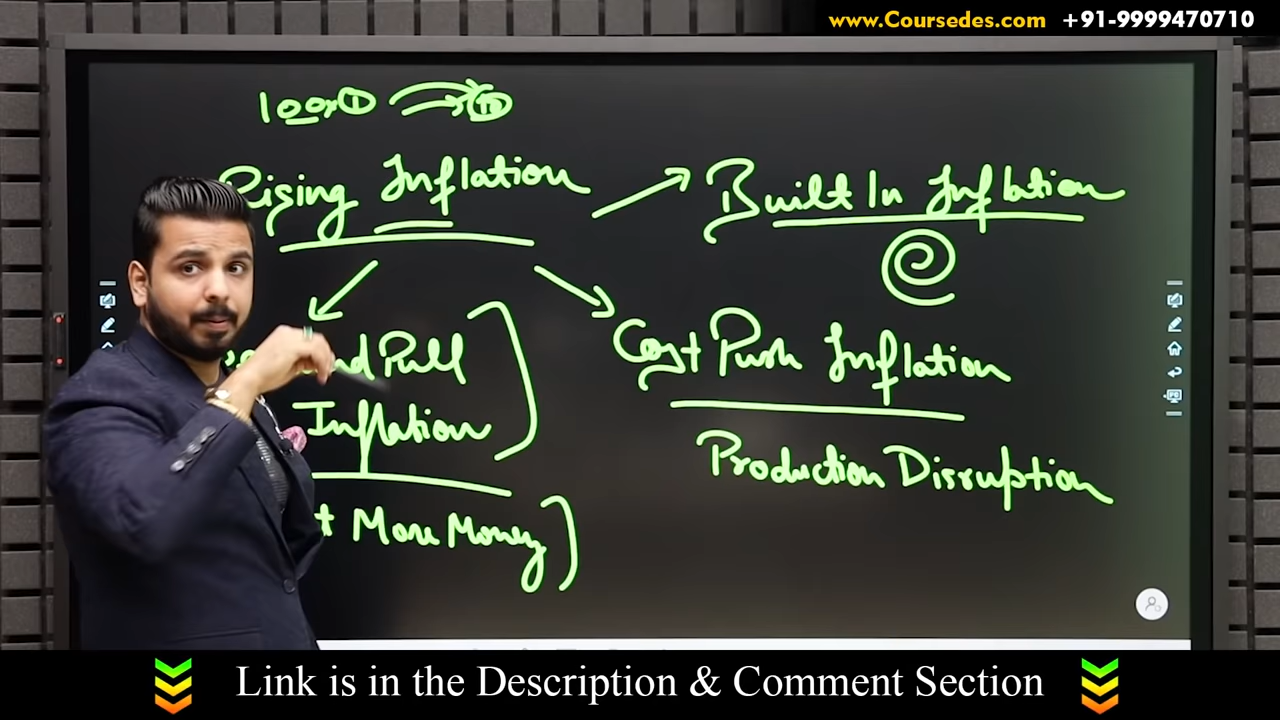 www.Coursedes.com +91-9999470710
Rising Inflation
Built In Inflation
Pull
Inflation
Cost Push Inflation
Production Disruption
More Money
Link is in the Description & Comment Section